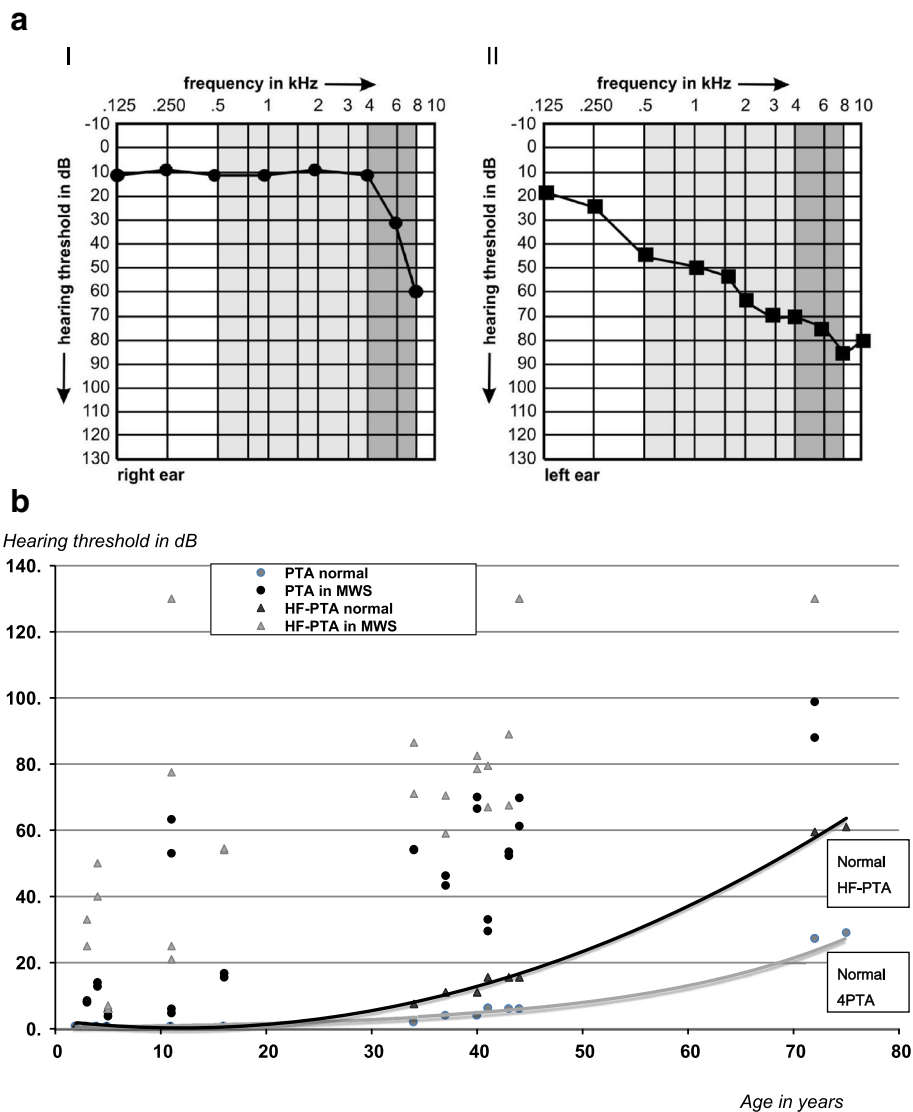 a
I
frequency in kHz
.125 .250 .5 1 2 3 4 6 8 10
hearing threshold in dB
-10
0
10
20
30
40
50
60
70
80
90
100
110
120
130
right ear
II
frequency in kHz
.125 .250 .5 1 2 3 4 6 8 10
hearing threshold in dB
-10
0
10
20
30
40
50
60
70
80
90
100
110
120
130
left ear
b
Hearing threshold in dB
140.
120.
100.
80.
60.
40.
20.
0.
PTA normal
PTA in MWS
HF-PTA normal
HF-PTA in MWS
Normal
HF-PTA
Normal
4PTA
0 10 20 30 40 50 60 70 80
Age in years